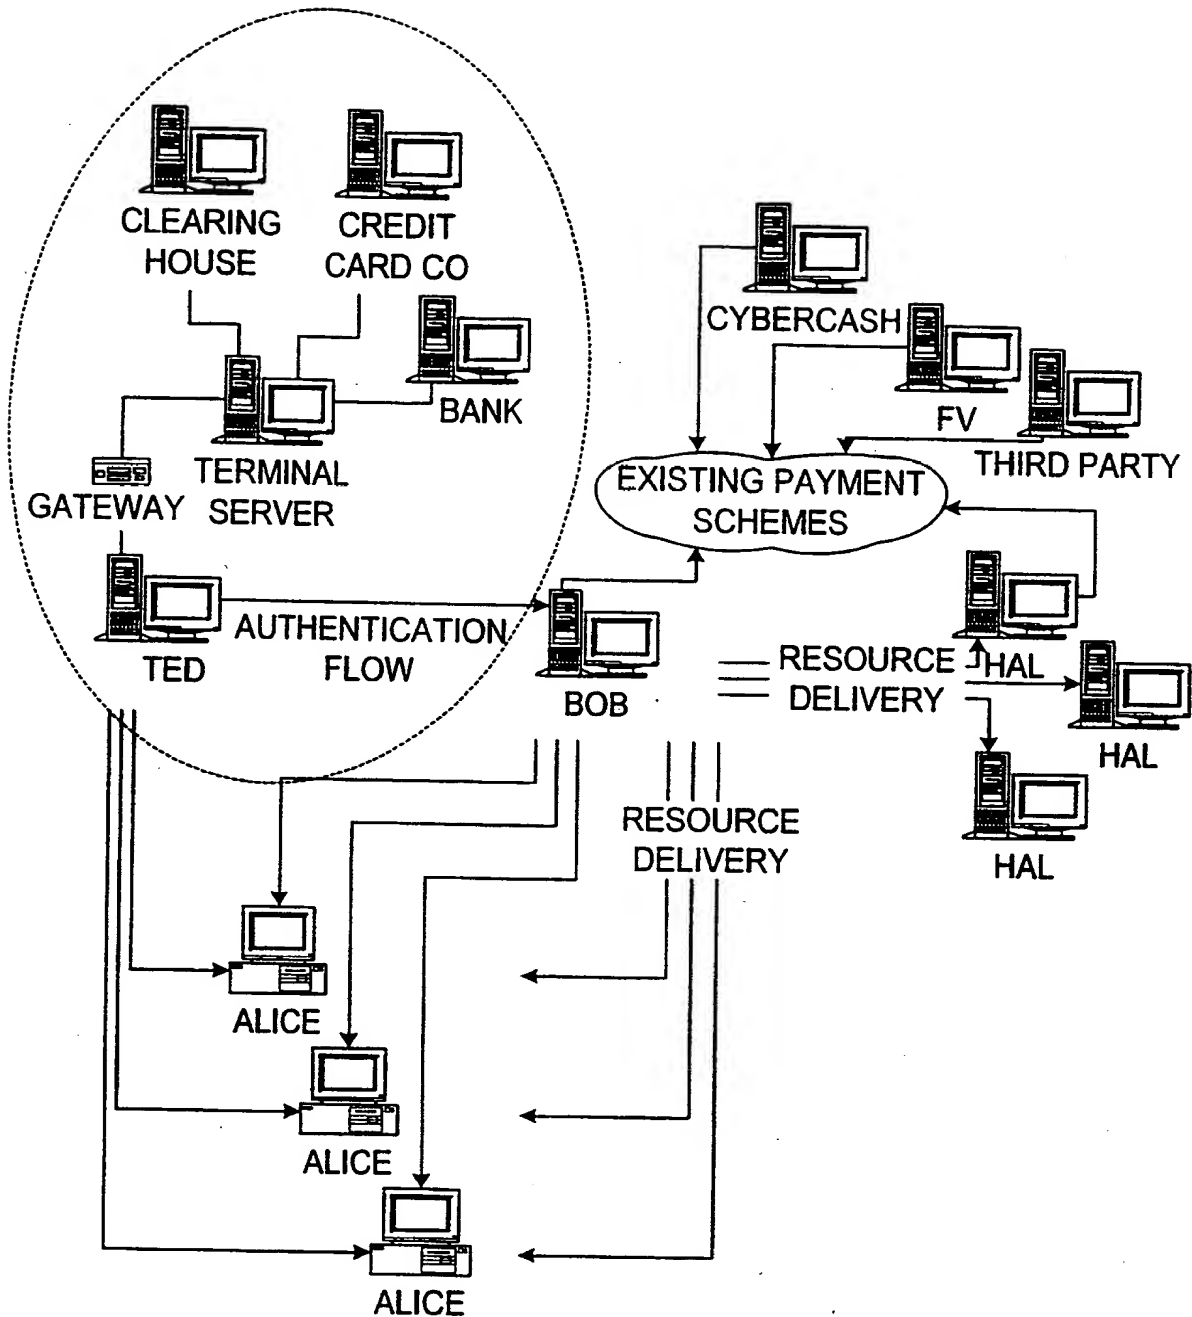 CLEARING
HOUSE
CREDIT
CARD CO
BANK
TERMINAL
SERVER
GATEWAY
TED
AUTHENTICATION
FLOW
BOB
CYBERCASH
FV
THIRD PARTY
EXISTING PAYMENT
SCHEMES
RESOURCE
DELIVERY
HAL
HAL
HAL
RESOURCE
DELIVERY
ALICE
ALICE
ALICE